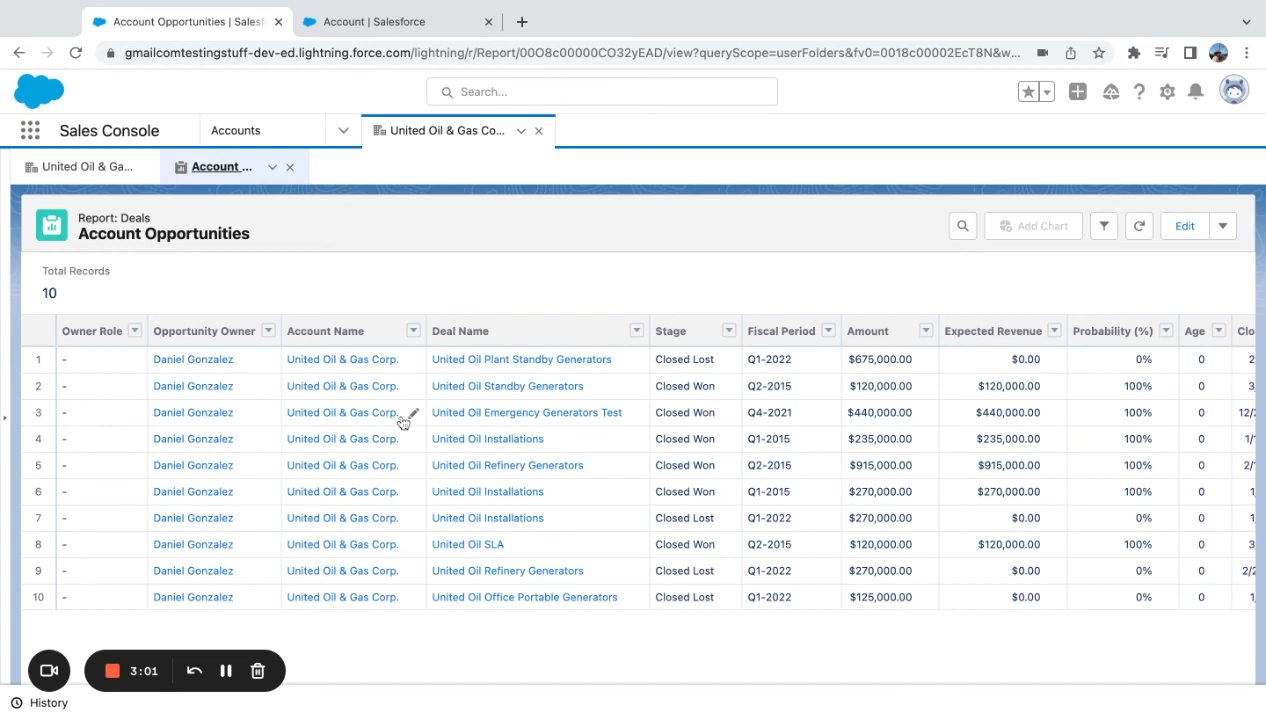 Account Opportunities | Salesf
Account | Salesforce
gmailcomtestingstuff-dev-ed.lightning.force.com/lightning/r/Report/00O8c00000CO32yEAD/view?queryScope=userFolders&fv0=0018c00002EcT8N&w...
Search...
Sales Console
Accounts
United Oil & Gas Co...
United Oil & Ga...
Account ...
Report: Deals
Account Opportunities
Add Chart
Edit
Total Records
10
Owner Role Opportunity Owner Account Name Deal Name Stage Fiscal Period Amount Expected Revenue Probability (%) Age Clo
1 - Daniel Gonzalez United Oil & Gas Corp. United Oil Plant Standby Generators Closed Lost Q1-2022 $675,000.00 $0.00 0% 0 2
2 - Daniel Gonzalez United Oil & Gas Corp. United Oil Standby Generators Closed Won Q2-2015 $120,000.00 $120,000.00 100% 0 3
3 - Daniel Gonzalez United Oil & Gas Corp. United Oil Emergency Generators Test Closed Won Q4-2021 $440,000.00 $440,000.00 100% 0 12/
4 - Daniel Gonzalez United Oil & Gas Corp. United Oil Installations Closed Won Q1-2015 $235,000.00 $235,000.00 100% 0 1/
5 - Daniel Gonzalez United Oil & Gas Corp. United Oil Refinery Generators Closed Won Q2-2015 $915,000.00 $915,000.00 100% 0 2/
6 - Daniel Gonzalez United Oil & Gas Corp. United Oil Installations Closed Won Q1-2015 $270,000.00 $270,000.00 100% 0 1
7 - Daniel Gonzalez United Oil & Gas Corp. United Oil Installations Closed Lost Q1-2022 $270,000.00 $0.00 0% 0 1
8 - Daniel Gonzalez United Oil & Gas Corp. United Oil SLA Closed Won Q2-2015 $120,000.00 $120,000.00 100% 0 3
9 - Daniel Gonzalez United Oil & Gas Corp. United Oil Refinery Generators Closed Lost Q1-2022 $270,000.00 $0.00 0% 0 2/
10 - Daniel Gonzalez United Oil & Gas Corp. United Oil Office Portable Generators Closed Lost Q1-2022 $125,000.00 $0.00 0% 0 1
3:01
History